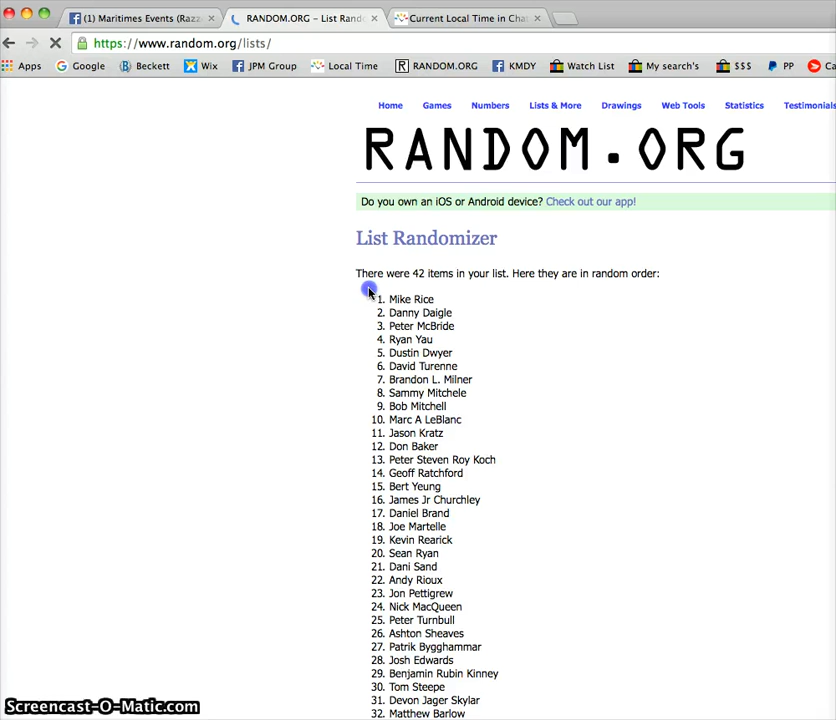 (1) Maritimes Events (Razz
RANDOM.ORG - List Rand
Current Local Time in Cha
https://www.random.org/lists/
Apps Google Beckett Wix JPM Group Local Time RANDOM.ORG KMDY Watch List My search's $$$ PP Ca
Home Games Numbers Lists & More Drawings Web Tools Statistics Testimonials
RANDOM.ORG
Do you own an iOS or Android device? Check out our app!
List Randomizer
There were 42 items in your list. Here they are in random order:
1. Mike Rice
2. Danny Daigle
3. Peter McBride
4. Ryan Yau
5. Dustin Dwyer
6. David Turenne
7. Brandon L. Milner
8. Sammy Mitchele
9. Bob Mitchell
10. Marc A LeBlanc
11. Jason Kratz
12. Don Baker
13. Peter Steven Roy Koch
14. Geoff Ratchford
15. Bert Yeung
16. James Jr Churchley
17. Daniel Brand
18. Joe Martelle
19. Kevin Rearick
20. Sean Ryan
21. Dani Sand
22. Andy Rioux
23. Jon Pettigrew
24. Nick MacQueen
25. Peter Turnbull
26. Ashton Sheaves
27. Patrik Bygghammar
28. Josh Edwards
29. Benjamin Rubin Kinney
30. Tom Steepe
31. Devon Jager Skylar
32. Matthew Barlow
Screencast-O-Matic.com